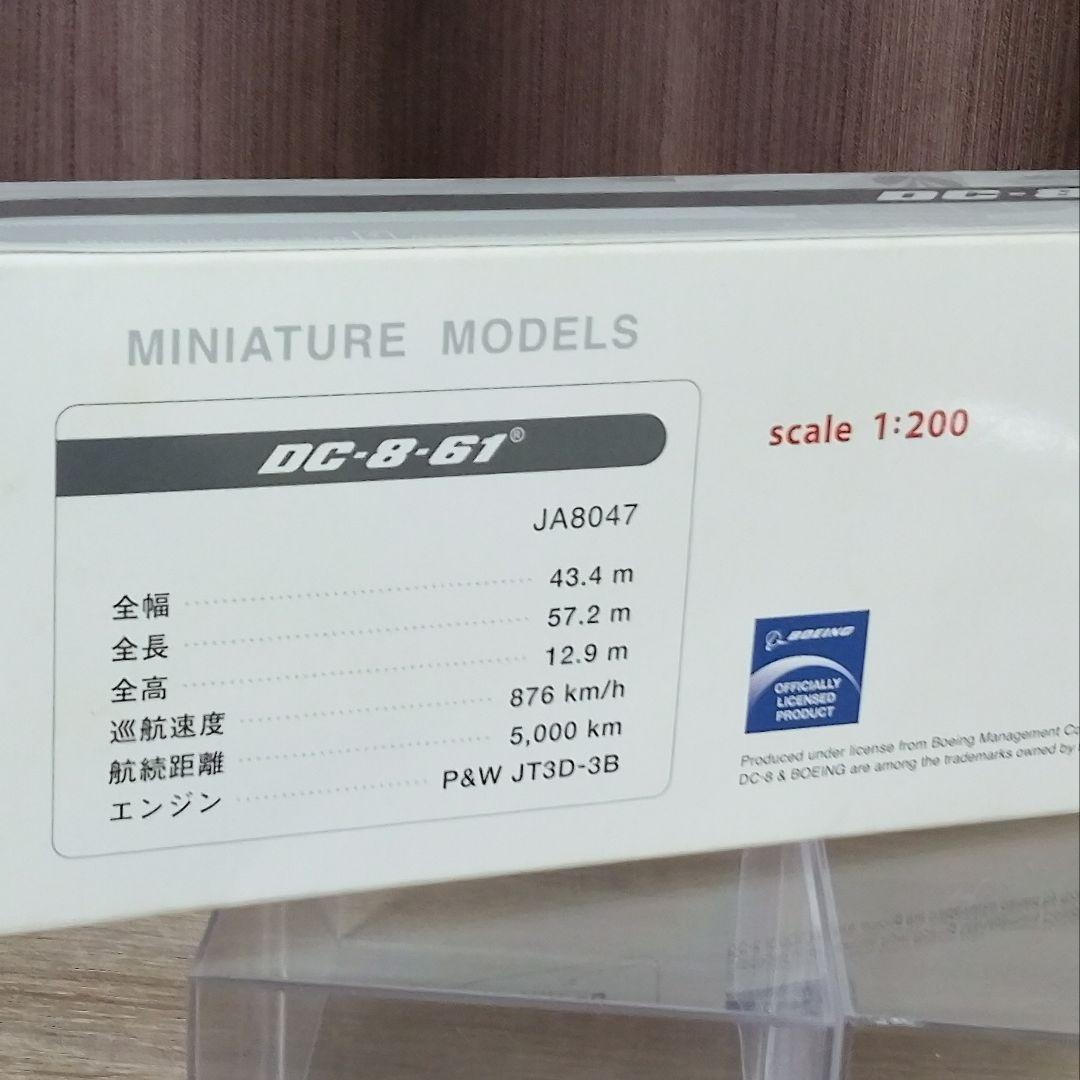 DC-8
MINIATURE MODELS
DC-8-61®
scale 1:200
JA8047
全幅 43.4 m
全長 57.2 m
全高 12.9 m
巡航速度 876 km/h
航続距離 5,000 km
エンジン P&W JT3D-3B
BOEING
OFFICIALLY
LICENSED
PRODUCT
Produced under license from Boeing Management
DC-8 & BOEING are among the trademarks owned by